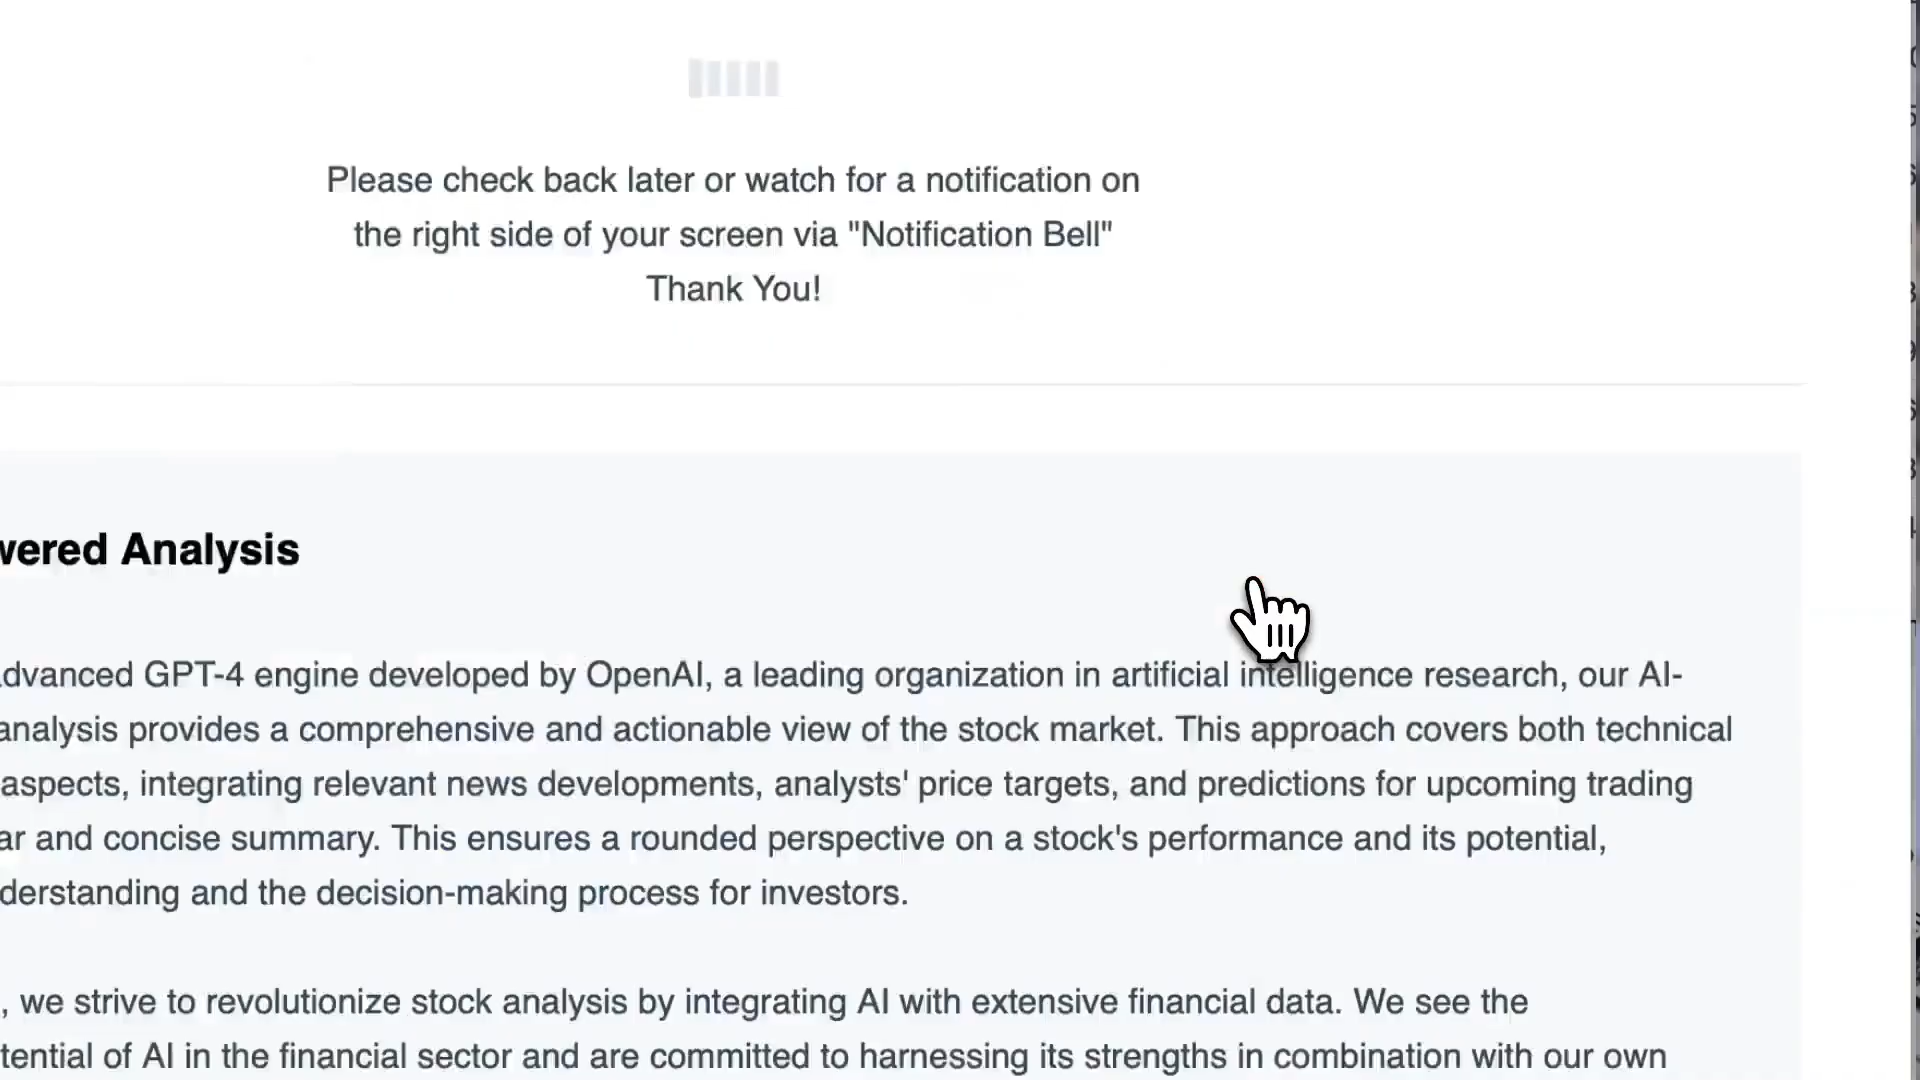 Please check back later or watch for a notification on
the right side of your screen via "Notification Bell"
Thank You!
wered Analysis
dvanced GPT-4 engine developed by OpenAI, a leading organization in artificial intelligence research, our AI-
analysis provides a comprehensive and actionable view of the stock market. This approach covers both technical
aspects, integrating relevant news developments, analysts' price targets, and predictions for upcoming trading
ar and concise summary. This ensures a rounded perspective on a stock's performance and its potential,
derstanding and the decision-making process for investors.
, we strive to revolutionize stock analysis by integrating AI with extensive financial data. We see the
tential of AI in the financial sector and are committed to harnessing its strengths in combination with our own